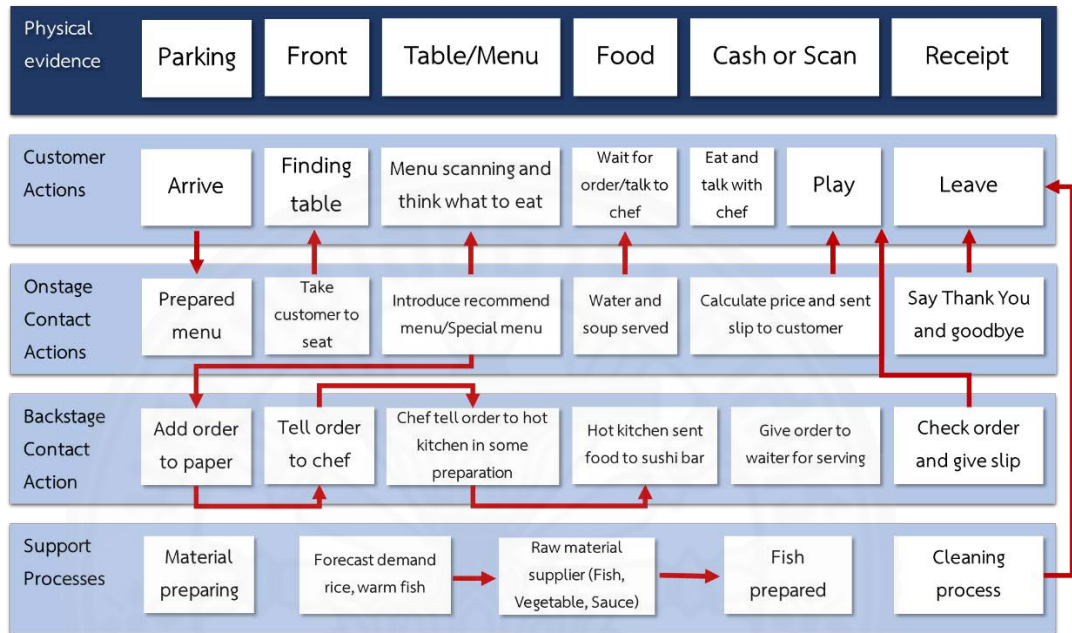 Physical
evidence
Parking
Front
Table/Menu
Food
Cash or Scan
Receipt
Customer
Actions
Arrive
Finding
table
Menu scanning and
think what to eat
Wait for
order/talk to
chef
Eat and
talk with
chef
Play
Leave
Onstage
Contact
Actions
Prepared
menu
Take
customer to
seat
Introduce recommend
menu/Special menu
Water and
soup served
Calculate price and sent
slip to customer
Say Thank You
and goodbye
Backstage
Contact
Action
Add order
to paper
Tell order
to chef
Chef tell order to hot
kitchen in some
preparation
Hot kitchen sent
food to sushi bar
Give order to
waiter for serving
Check order
and give slip
Support
Processes
Material
preparing
Forecast demand
rice, warm fish
Raw material
supplier (Fish,
Vegetable, Sauce)
Fish
prepared
Cleaning
process